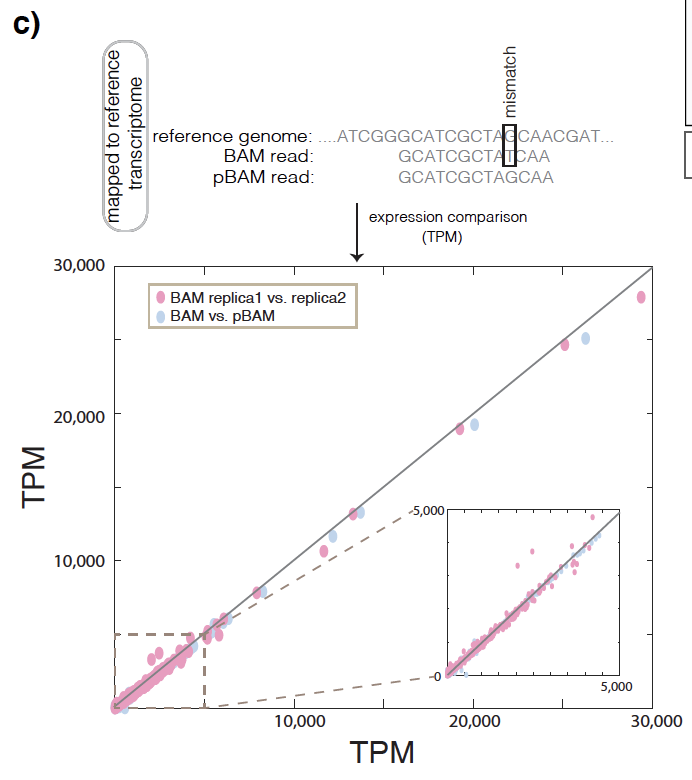 c)
mapped to reference
transcriptome
mismatch
reference genome: ....ATCGGGCATCGCTAGCAACGAT...
BAM read: GCATCGCTATCAA
pBAM read: GCATCGCTAGCAA
expression comparison
(TPM)
30,000
BAM replica1 vs. replica2
BAM vs. pBAM
20,000
TPM
10,000
5,000
0
5,000
10,000
20,000
30,000
TPM